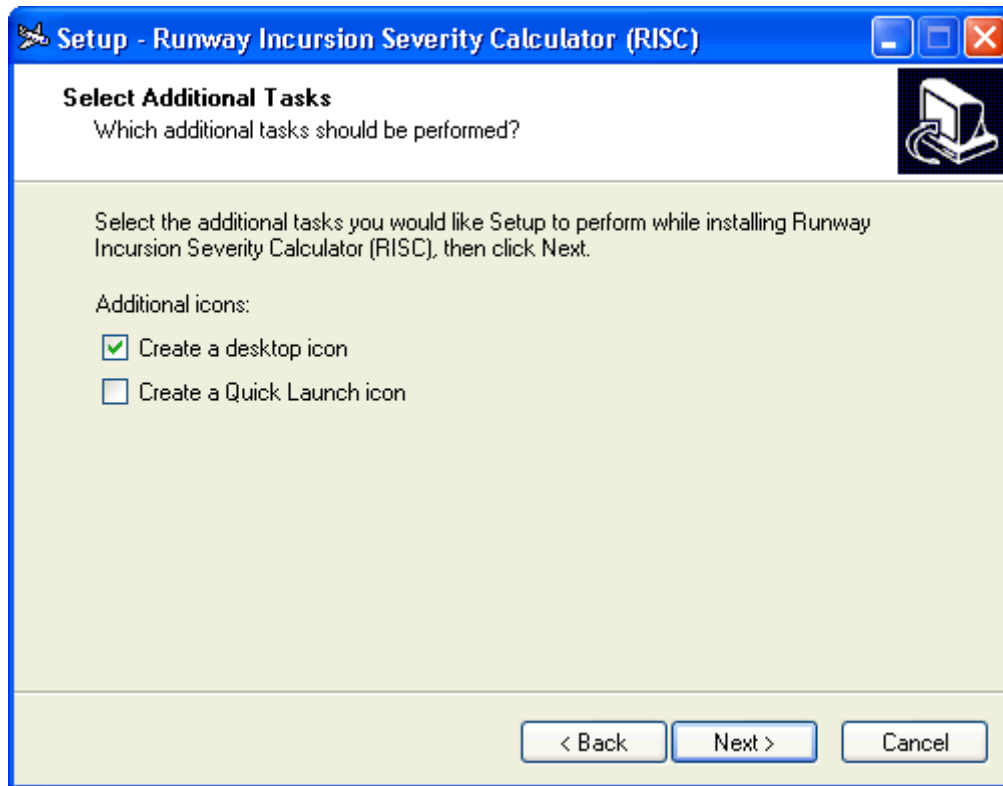 Setup - Runway Incursion Severity Calculator (RISC)
Select Additional Tasks
Which additional tasks should be performed?
Select the additional tasks you would like Setup to perform while installing Runway
Incursion Severity Calculator (RISC), then click Next.
Additional icons:
Create a desktop icon
Create a Quick Launch icon
< Back Next > Cancel